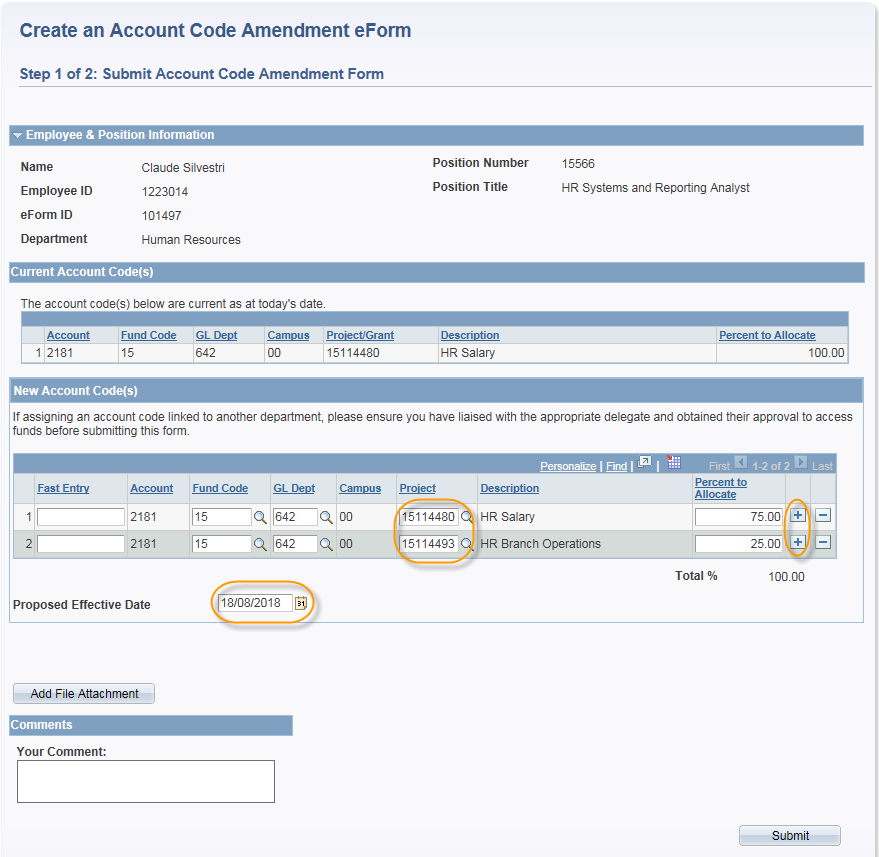 Create an Account Code Amendment eForm
Step 1 of 2: Submit Account Code Amendment Form
Employee & Position Information
Name Claude Silvestri Position Number 15566
Employee ID 1223014 Position Title HR Systems and Reporting Analyst
eForm ID 101497
Department Human Resources
Current Account Code(s)
The account code(s) below are current as at today's date.
Account Fund Code GL Dept Campus Project/Grant Description Percent to Allocate
1 2181 15 642 00 15114480 HR Salary 100.00
New Account Code(s)
If assigning an account code linked to another department, please ensure you have liaised with the appropriate delegate and obtained their approval to access
funds before submitting this form.
Personalize | Find | | First 1-2 of 2 Last
Fast Entry Account Fund Code GL Dept Campus Project Description Percent to
Allocate
1 2181 15 642 00 15114480 HR Salary 75.00 + −
2 2181 15 642 00 15114493 HR Branch Operations 25.00 + −
Total % 100.00
Proposed Effective Date 18/08/2018 31
Add File Attachment
Comments
Your Comment:
Submit